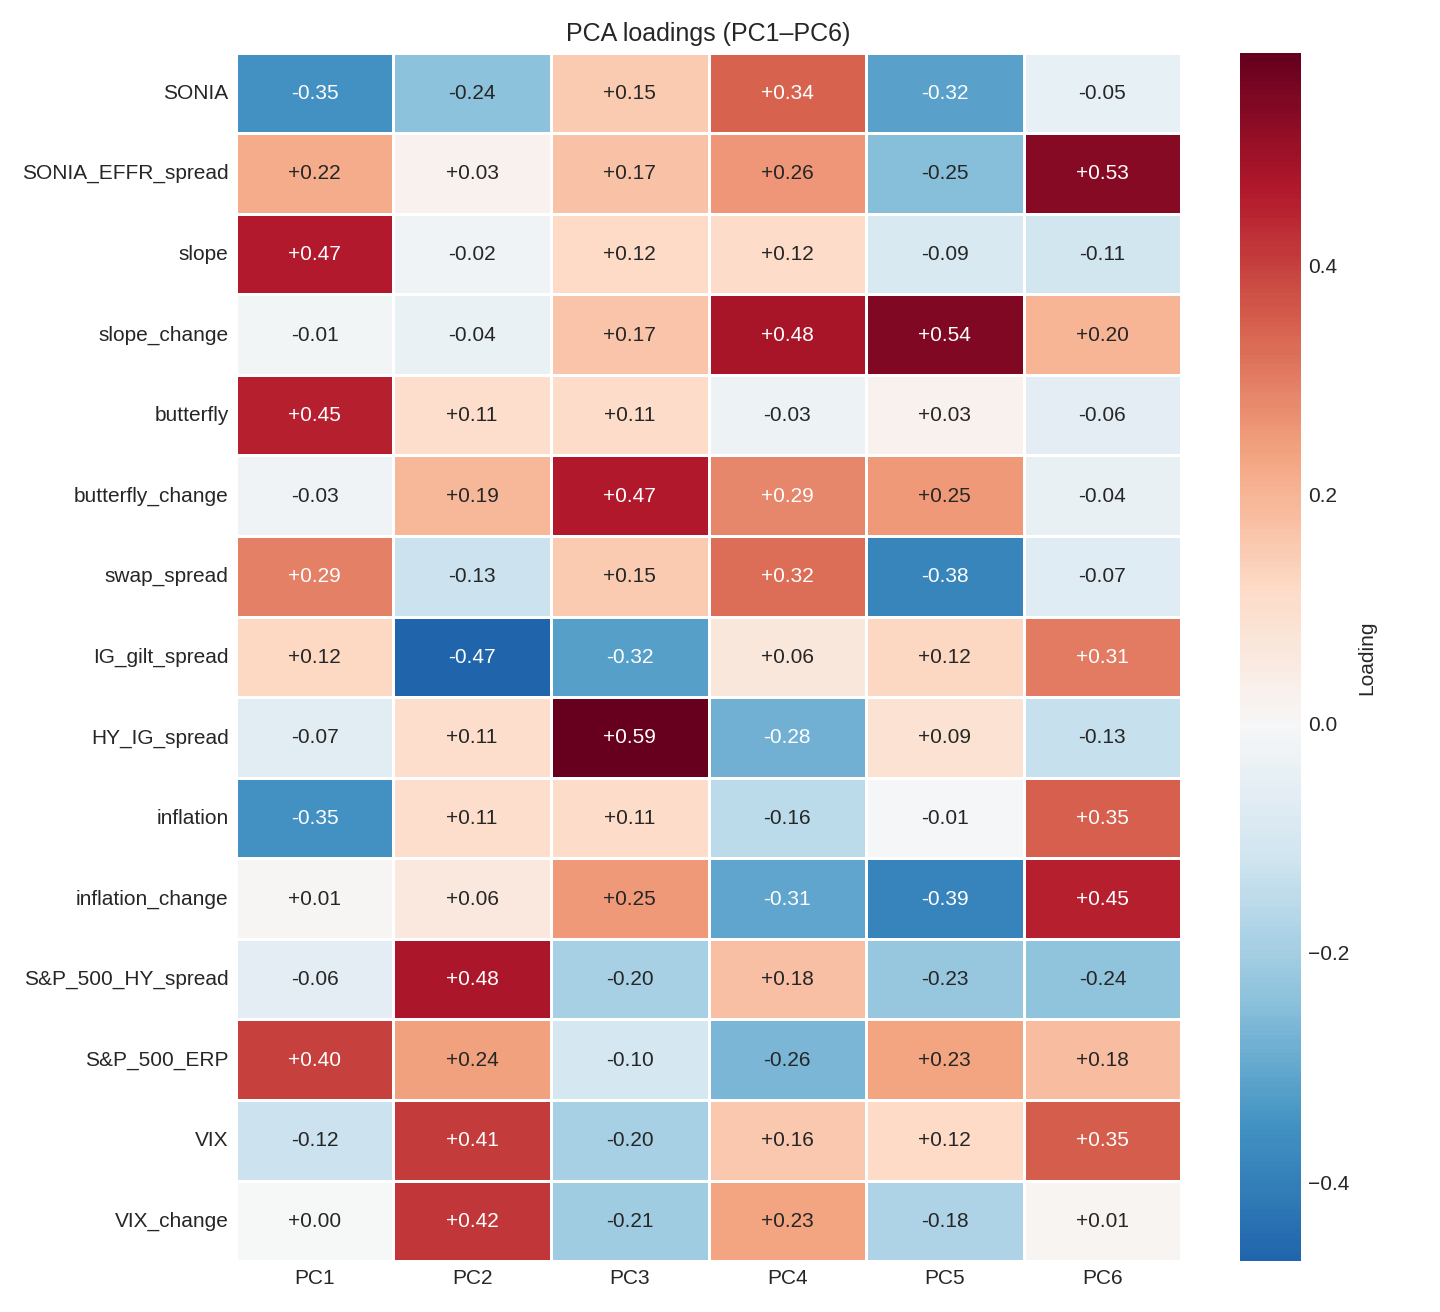 PCA loadings (PC1–PC6)
SONIA -0.35 -0.24 +0.15 +0.34 -0.32 -0.05
SONIA_EFFR_spread +0.22 +0.03 +0.17 +0.26 -0.25 +0.53
slope +0.47 -0.02 +0.12 +0.12 -0.09 -0.11
slope_change -0.01 -0.04 +0.17 +0.48 +0.54 +0.20
butterfly +0.45 +0.11 +0.11 -0.03 +0.03 -0.06
butterfly_change -0.03 +0.19 +0.47 +0.29 +0.25 -0.04
swap_spread +0.29 -0.13 +0.15 +0.32 -0.38 -0.07
IG_gilt_spread +0.12 -0.47 -0.32 +0.06 +0.12 +0.31
HY_IG_spread -0.07 +0.11 +0.59 -0.28 +0.09 -0.13
inflation -0.35 +0.11 +0.11 -0.16 -0.01 +0.35
inflation_change +0.01 +0.06 +0.25 -0.31 -0.39 +0.45
S&P_500_HY_spread -0.06 +0.48 -0.20 +0.18 -0.23 -0.24
S&P_500_ERP +0.40 +0.24 -0.10 -0.26 +0.23 +0.18
VIX -0.12 +0.41 -0.20 +0.16 +0.12 +0.35
VIX_change +0.00 +0.42 -0.21 +0.23 -0.18 +0.01
PC1 PC2 PC3 PC4 PC5 PC6
0.4
0.2
0.0
−0.2
−0.4
Loading